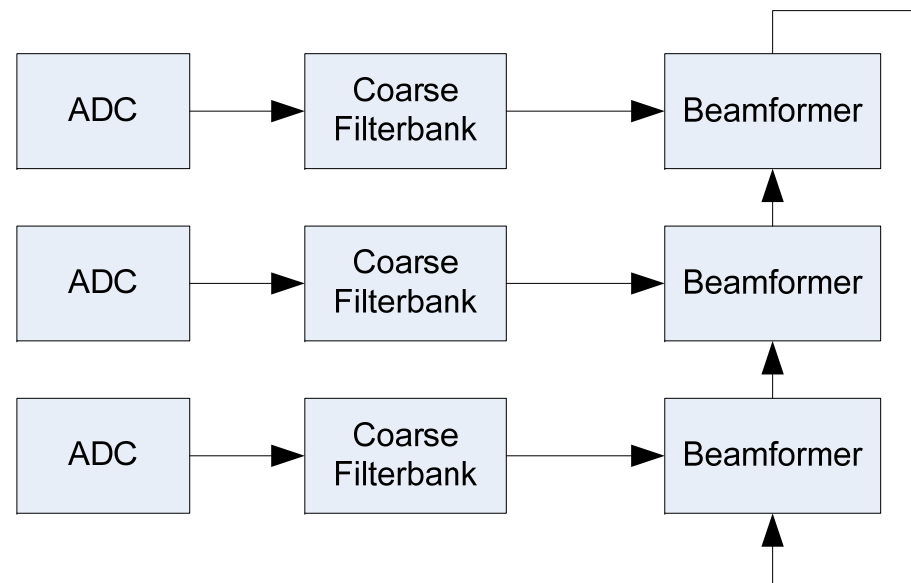 ADC
Coarse
Filterbank
Beamformer
ADC
Coarse
Filterbank
Beamformer
ADC
Coarse
Filterbank
Beamformer